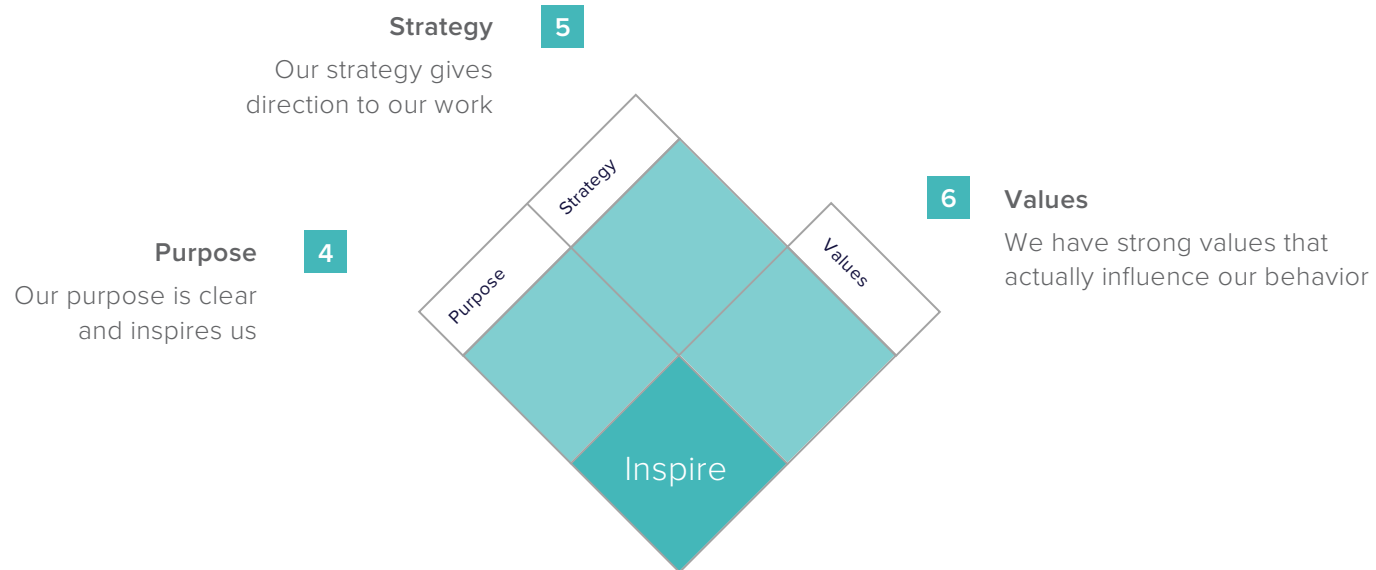 Strategy
5
Our strategy gives
direction to our work
Strategy
6
Values
We have strong values that
actually influence our behavior
Values
Purpose
4
Our purpose is clear
and inspires us
Purpose
Inspire